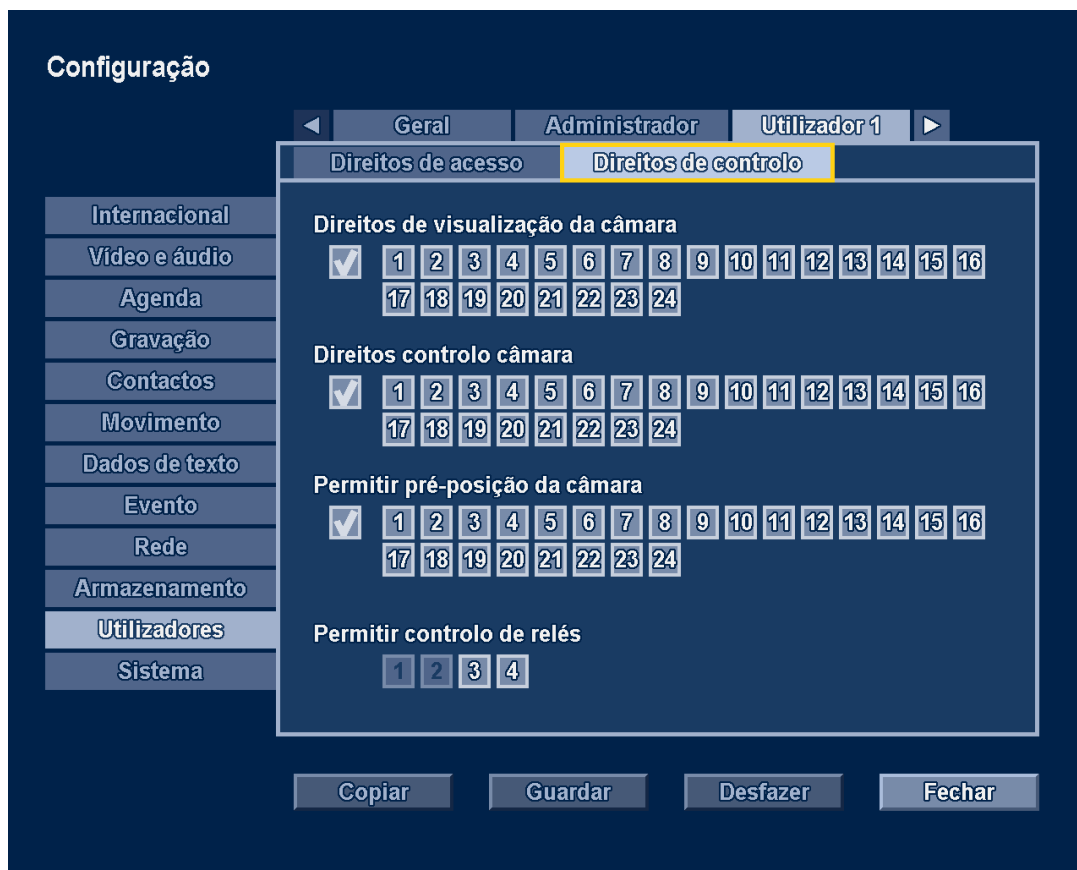 Configuração
Geral Administrador Utilizador 1
Direitos de acesso Direitos de controlo
Internacional
Vídeo e áudio
Agenda
Gravação
Contactos
Movimento
Dados de texto
Evento
Rede
Armazenamento
Utilizadores
Sistema
Direitos de visualização da câmara
1 2 3 4 5 6 7 8 9 10 11 12 13 14 15 16
17 18 19 20 21 22 23 24
Direitos controlo câmara
1 2 3 4 5 6 7 8 9 10 11 12 13 14 15 16
17 18 19 20 21 22 23 24
Permitir pré-posição da câmara
1 2 3 4 5 6 7 8 9 10 11 12 13 14 15 16
17 18 19 20 21 22 23 24
Permitir controlo de relés
1 2 3 4
Copiar Guardar Desfazer Fechar